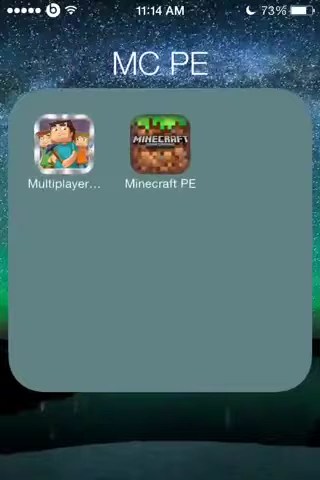 11:14 AM
73%
MC PE
MINECRAFT
Multiplayer...
Minecraft PE